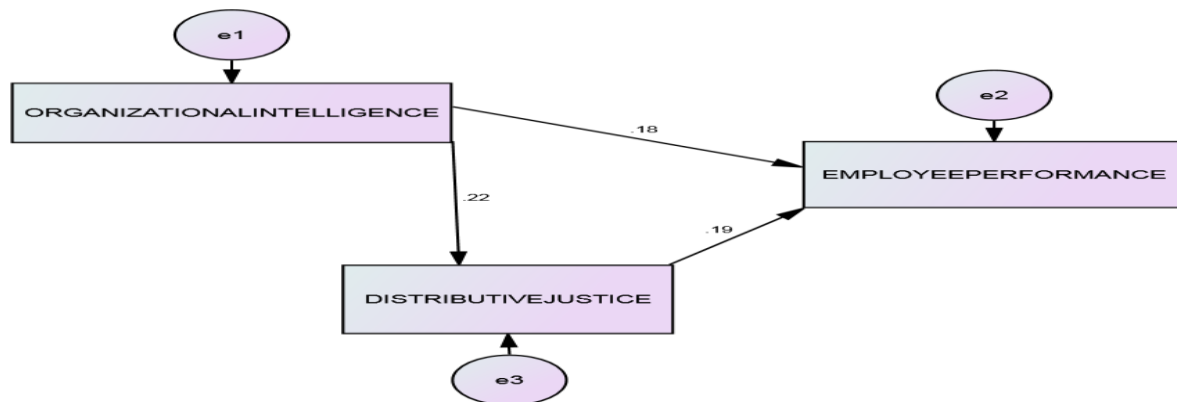 e1
ORGANIZATIONALINTELLIGENCE
e2
.18
EMPLOYEEPERFORMANCE
.22
.19
DISTRIBUTIVEJUSTICE
e3